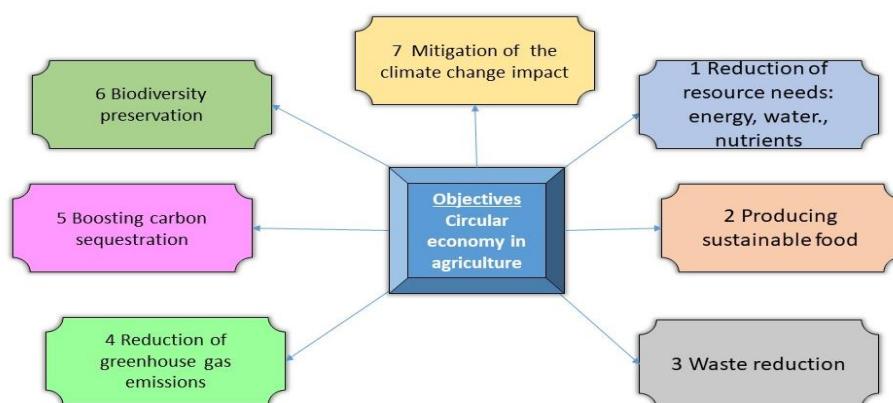 7 Mitigation of the
climate change impact
6 Biodiversity
preservation
1 Reduction of
resource needs:
energy, water.,
nutrients
Objectives
Circular
economy in
agriculture
5 Boosting carbon
sequestration
2 Producing
sustainable food
4 Reduction of
greenhouse gas
emissions
3 Waste reduction